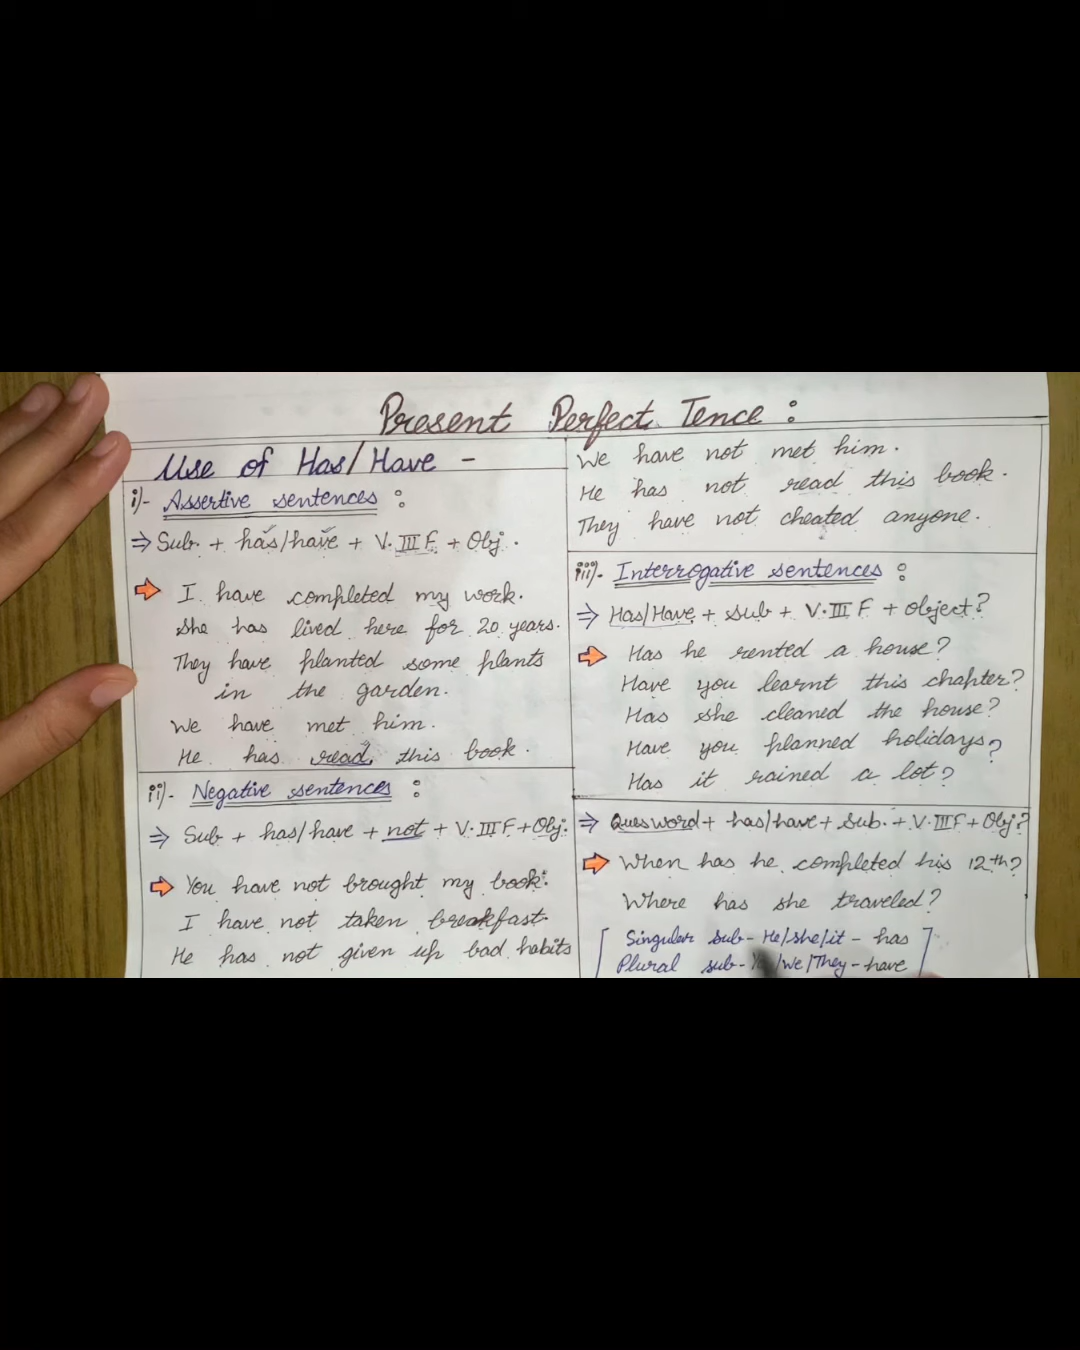 Present Perfect Tence :
Use of Has/Have -
i)- Assertive sentences :
⇒ Sub + has/have + V.III F. + Obj.
I have completed my work.
She has lived here for 20 years.
They have planted some plants
in the garden.
We have met him.
He has read this book.
ii)- Negative sentences :
⇒ Sub + has/have + not + V.III F + Obj.
You have not brought my book.
I have not taken breakfast.
He has not given up bad habits
We have not met him.
He has not read this book.
They have not cheated anyone.
iii)- Interrogative sentences :
⇒ Has/Have + sub + V.III F + object?
Has he rented a house?
Have you learnt this chapter?
Has she cleaned the house?
Have you planned holidays?
Has it rained a lot?
⇒ Quesword + has/have + sub. + V.III F + Obj?
When has he completed his 12th?
Where has she traveled?
[ Singular sub - He/she/it - has ]
[ Plural sub - /We/They - have ]